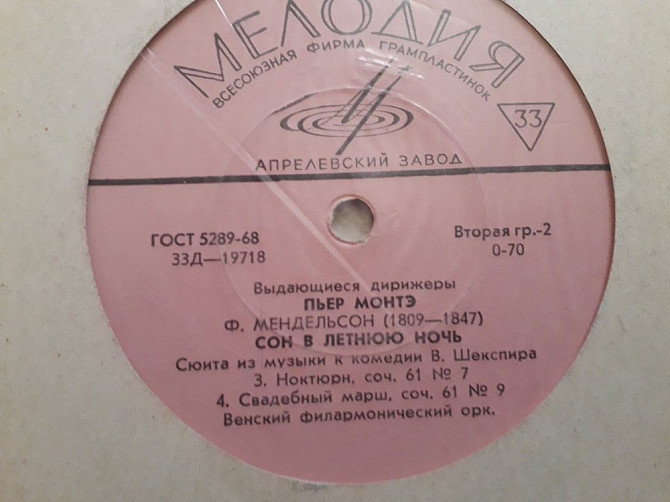 МЕЛОДИЯ
ВСЕСОЮЗНАЯ ФИРМА ГРАМПЛАСТИНОК
33
АПРЕЛЕВСКИЙ ЗАВОД
ГОСТ 5289-68
Вторая гр.-2
33Д—19718
0-70
Выдающиеся дирижеры
ПЬЕР МОНТЭ
Ф. МЕНДЕЛЬСОН (1809—1847)
СОН В ЛЕТНЮЮ НОЧЬ
Сюита из музыки к комедии В. Шекспира
3. Ноктюрн, соч. 61 № 7
4. Свадебный марш, соч. 61 № 9
Венский филармонический орк.